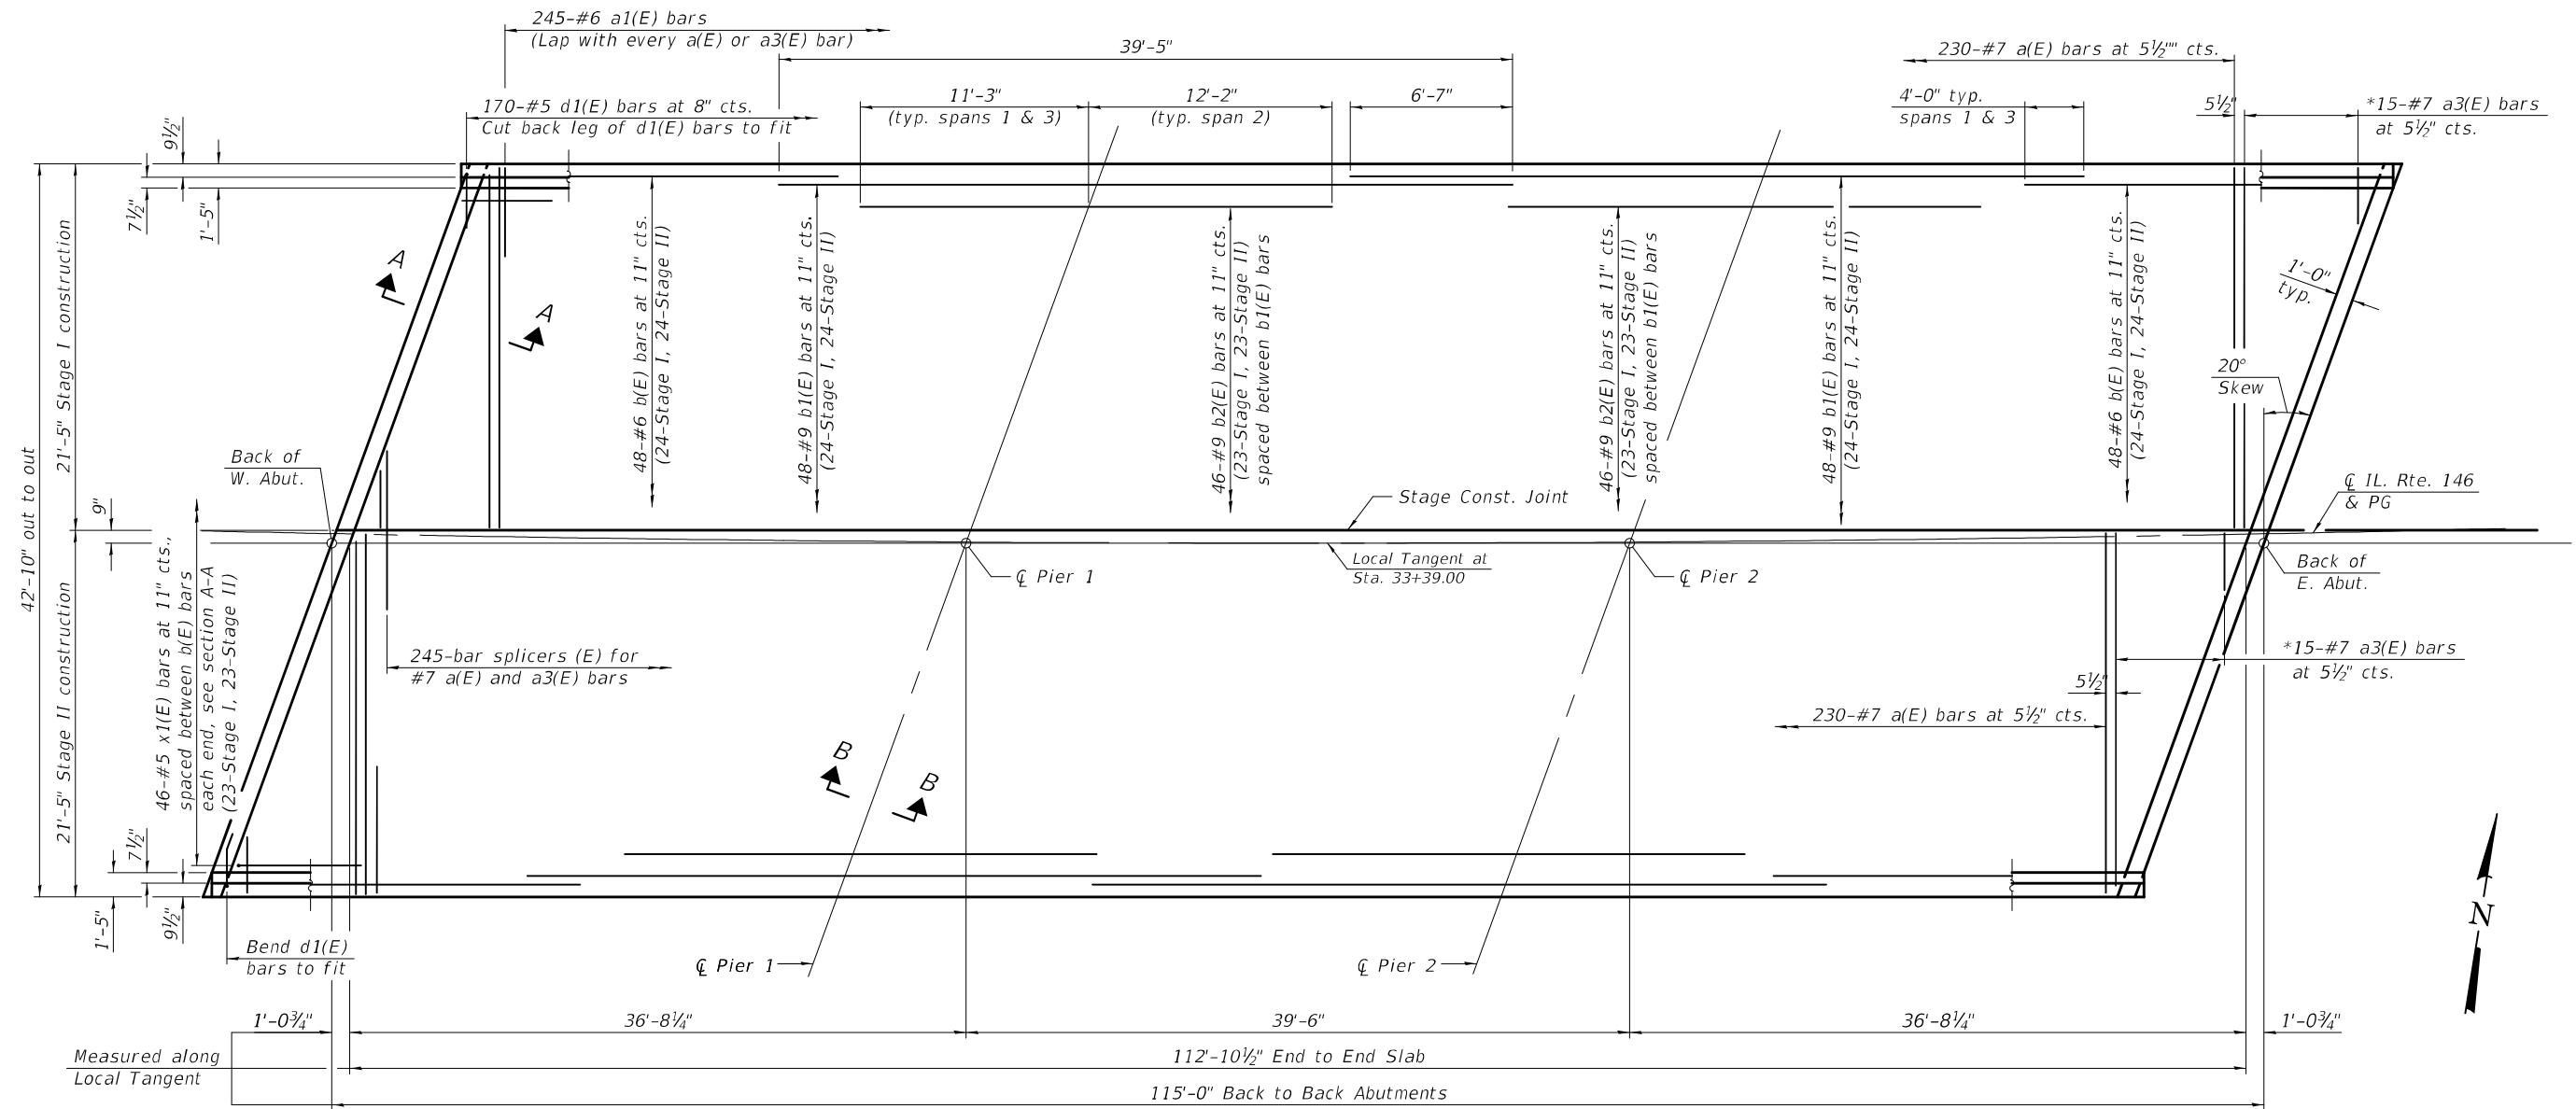 245-#6 a1(E) bars
(Lap with every a(E) or a3(E) bar)
39'-5"
230-#7 a(E) bars at 5½"" cts.
170-#5 d1(E) bars at 8" cts.
Cut back leg of d1(E) bars to fit
11'-3"
(typ. spans 1 & 3)
12'-2"
(typ. span 2)
6'-7"
4'-0" typ.
spans 1 & 3
5½"
*15-#7 a3(E) bars
at 5½" cts.
9½"
7½"
1'-5"
42'-10" out to out
21'-5" Stage I construction
21'-5" Stage II construction
9"
A
A
48-#6 b(E) bars at 11" cts.
(24-Stage I, 24-Stage II)
48-#9 b1(E) bars at 11" cts.
(24-Stage I, 24-Stage II)
46-#9 b2(E) bars at 11" cts.
(23-Stage I, 23-Stage II)
spaced between b1(E) bars
46-#9 b2(E) bars at 11" cts.
(23-Stage I, 23-Stage II)
spaced between b1(E) bars
48-#9 b1(E) bars at 11" cts.
(24-Stage I, 24-Stage II)
48-#6 b(E) bars at 11" cts.
(24-Stage I, 24-Stage II)
1'-0"
typ.
20°
Skew
Back of
W. Abut.
Stage Const. Joint
℄ IL. Rte. 146
& PG
℄ Pier 1
Local Tangent at
Sta. 33+39.00
℄ Pier 2
Back of
E. Abut.
46-#5 x1(E) bars at 11" cts.,
spaced between b(E) bars
each end, see section A-A
(23-Stage I, 23-Stage II)
245-bar splicers (E) for
#7 a(E) and a3(E) bars
*15-#7 a3(E) bars
at 5½" cts.
5½"
230-#7 a(E) bars at 5½" cts.
B
B
7½"
1'-5"
9½"
Bend d1(E)
bars to fit
℄ Pier 1
℄ Pier 2
N
1'-0¾"
36'-8¼"
39'-6"
36'-8¼"
1'-0¾"
Measured along
Local Tangent
112'-10½" End to End Slab
115'-0" Back to Back Abutments